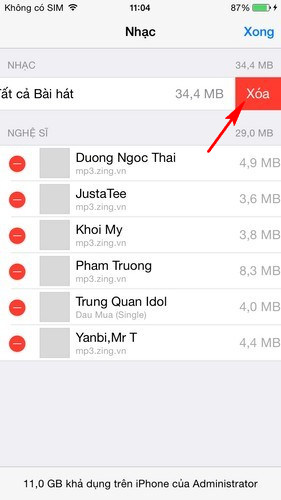 Không có SIM 11:04 87%
Nhạc Xong
NHẠC 34,4 MB
Tất cả Bài hát 34,4 MB Xóa
NGHỆ SĨ 29,0 MB
Duong Ngoc Thai
mp3.zing.vn 4,9 MB
JustaTee
mp3.zing.vn 3,6 MB
Khoi My
mp3.zing.vn 3,8 MB
Pham Truong
mp3.zing.vn 8,3 MB
Trung Quan Idol
Dau Mua (Single) 4,0 MB
Yanbi,Mr T
mp3.zing.vn 4,4 MB
11,0 GB khả dụng trên iPhone của Administrator